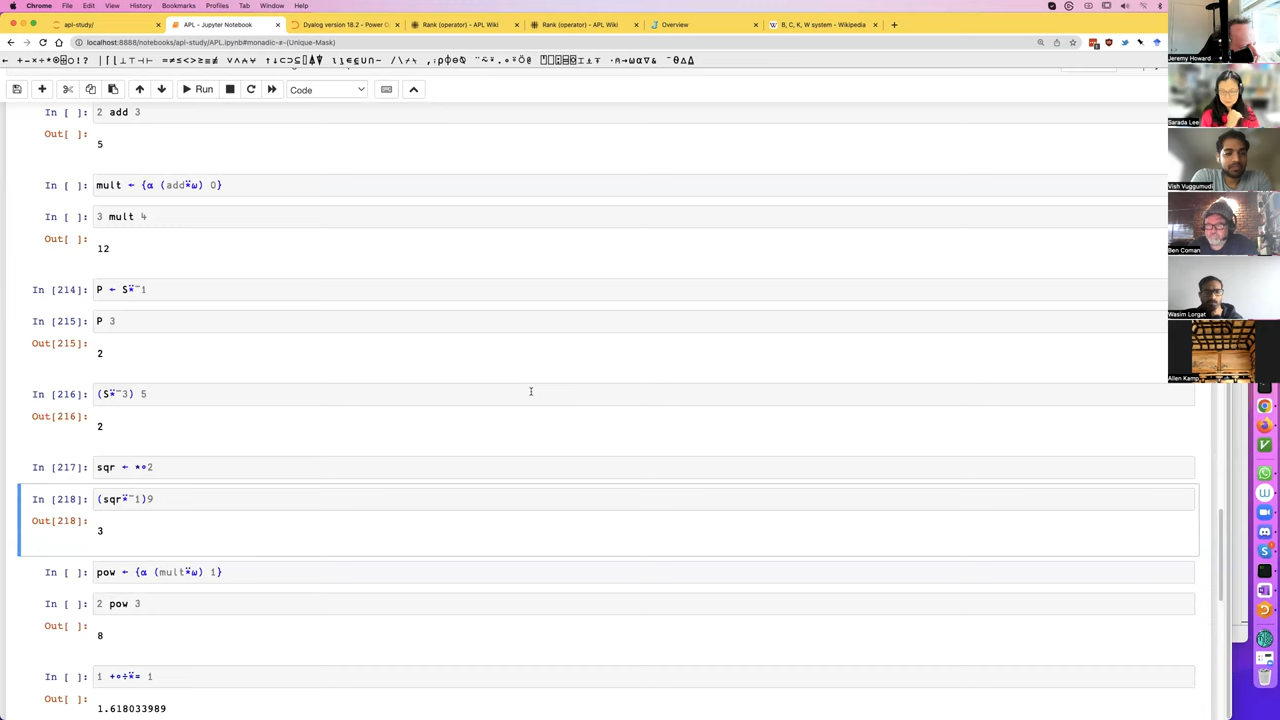 Chrome File Edit View History Bookmarks Profiles Tab Window Help
apl-study/
APL - Jupyter Notebook
Dyalog version 18.2 - Power O
Rank (operator) - APL Wiki
Rank (operator) - APL Wiki
Overview
B, C, K, W system - Wikipedia
localhost:8888/notebooks/apl-study/APL.ipynb#monadic-≠-(Unique-Mask)
Run
Code
In [ ]: 2 add 3
Out[ ]: 5
In [ ]: mult ← {⍺ (add⍣⍵) 0}
In [ ]: 3 mult 4
Out[ ]: 12
In [214]: P ← S⍣¯1
In [215]: P 3
Out[215]: 2
In [216]: (S⍣¯3) 5
Out[216]: 2
In [217]: sqr ← *∘2
In [218]: (sqr⍣¯1)9
Out[218]: 3
In [ ]: pow ← {⍺ (mult⍣⍵) 1}
In [ ]: 2 pow 3
Out[ ]: 8
In [ ]: 1 +∘÷⍣= 1
Out[ ]: 1.618033989
Jeremy Howard
Sarada Lee
Vish Vuggumudi
Ben Coman
Wasim Lorgat
Allen Kamp